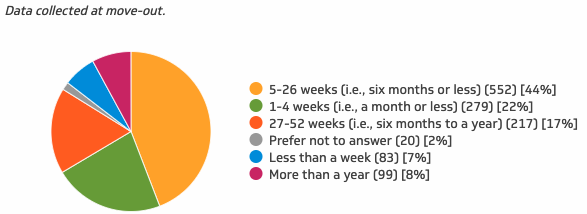 Data collected at move-out.
5-26 weeks (i.e., six months or less) (552) [44%]
1-4 weeks (i.e., a month or less) (279) [22%]
27-52 weeks (i.e., six months to a year) (217) [17%]
Prefer not to answer (20) [2%]
Less than a week (83) [7%]
More than a year (99) [8%]